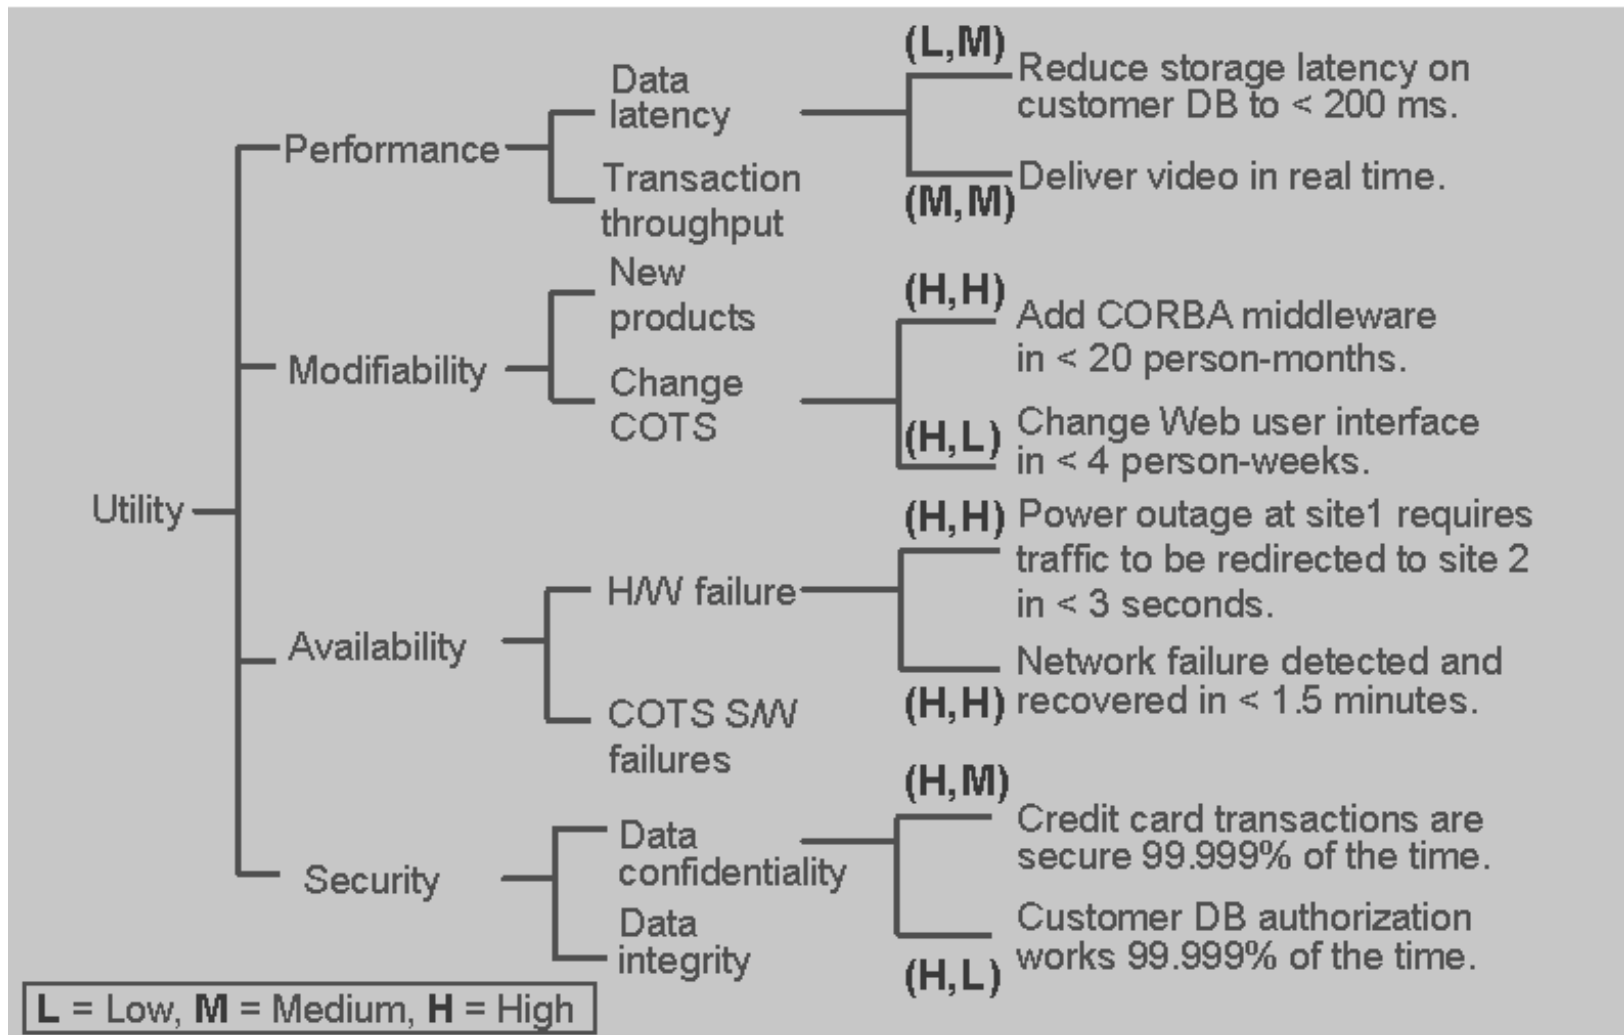 (L,M)
Reduce storage latency on
customer DB to < 200 ms.
Data
latency
Performance
Deliver video in real time.
(M,M)
Transaction
throughput
New
products
(H,H)
Add CORBA middleware
in < 20 person-months.
Modifiability
Change
COTS
(H,L)
Change Web user interface
in < 4 person-weeks.
Utility
(H,H)
Power outage at site1 requires
traffic to be redirected to site 2
in < 3 seconds.
H/W failure
Availability
Network failure detected and
recovered in < 1.5 minutes.
(H,H)
COTS S/W
failures
(H,M)
Credit card transactions are
secure 99.999% of the time.
Data
confidentiality
Security
Customer DB authorization
works 99.999% of the time.
(H,L)
Data
integrity
L = Low, M = Medium, H = High